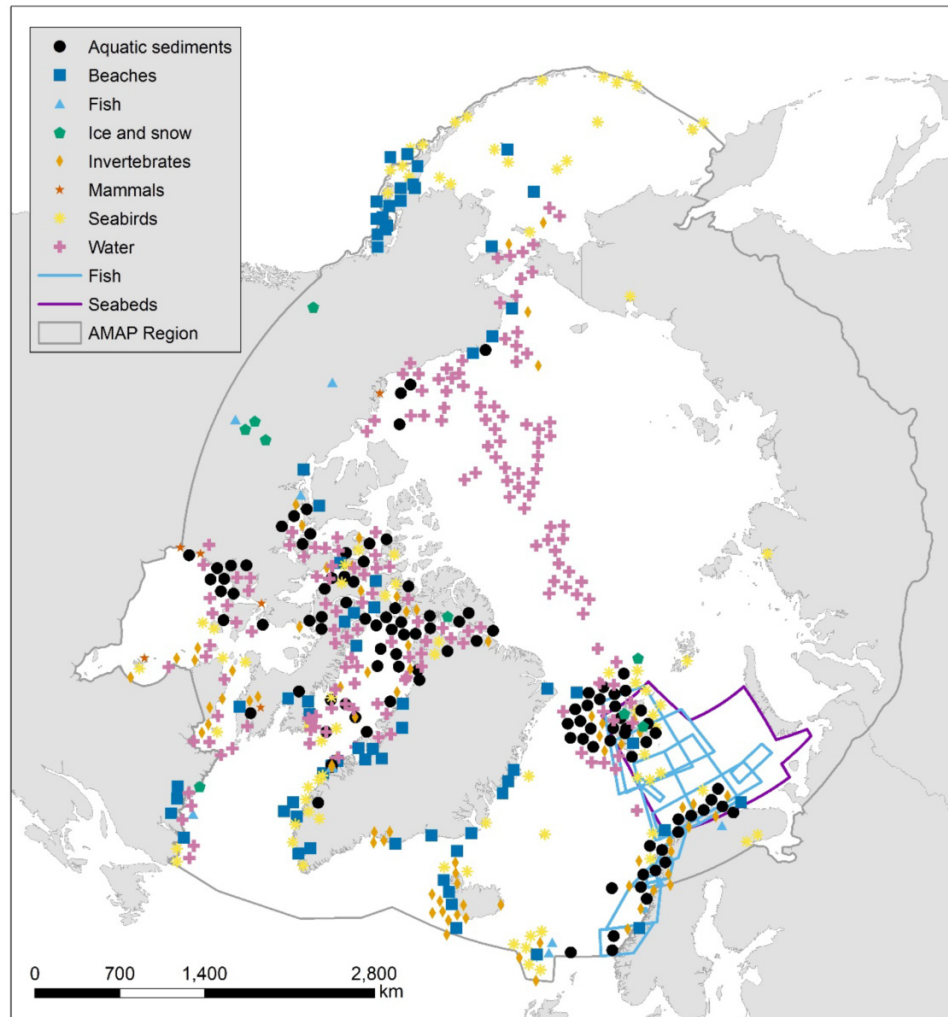 Aquatic sediments
Beaches
Fish
Ice and snow
Invertebrates
Mammals
Seabirds
Water
Fish
Seabeds
AMAP Region
0 700 1,400 2,800
km